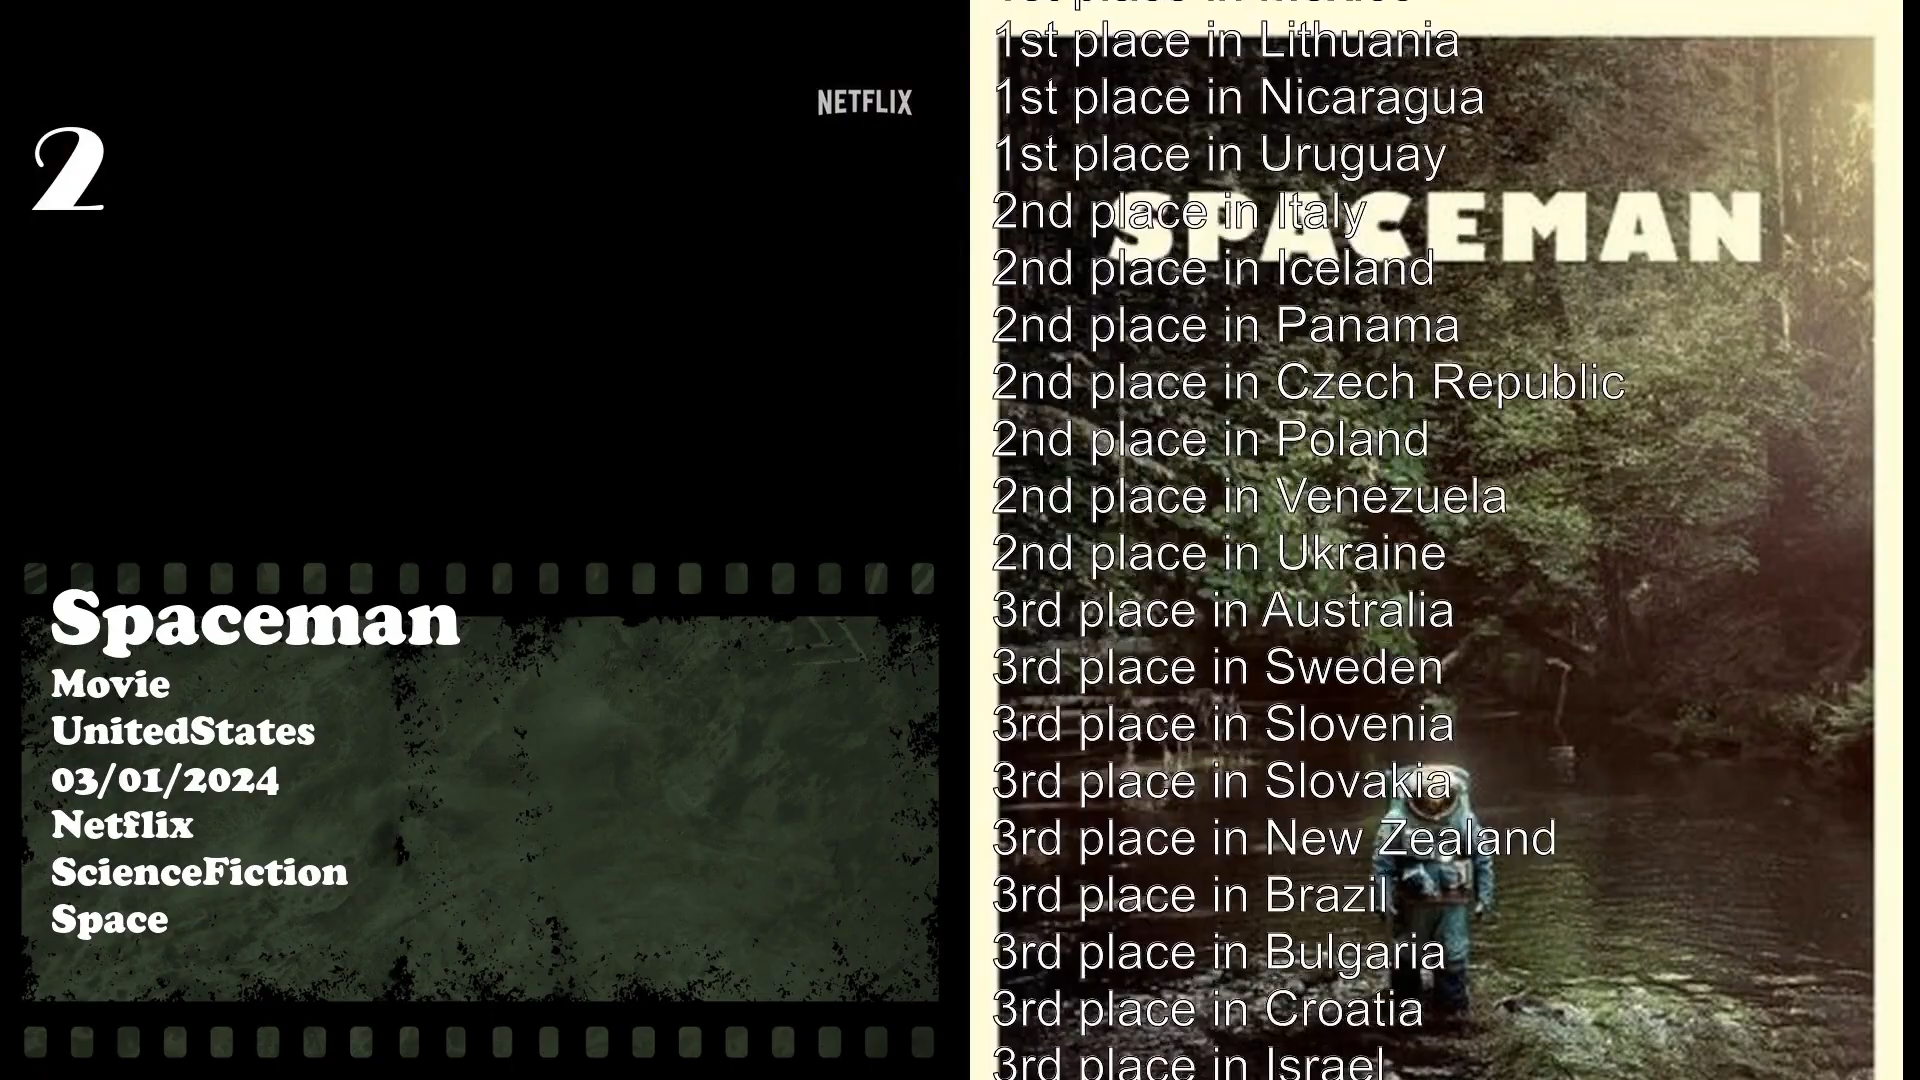 NETFLIX
2
Spaceman
Movie
UnitedStates
03/01/2024
Netflix
ScienceFiction
Space
1st place in Mexico
1st place in Lithuania
1st place in Nicaragua
1st place in Uruguay
SPACEMAN
2nd place in Italy
2nd place in Iceland
2nd place in Panama
2nd place in Czech Republic
2nd place in Poland
2nd place in Venezuela
2nd place in Ukraine
3rd place in Australia
3rd place in Sweden
3rd place in Slovenia
3rd place in Slovakia
3rd place in New Zealand
3rd place in Brazil
3rd place in Bulgaria
3rd place in Croatia
3rd place in Israel